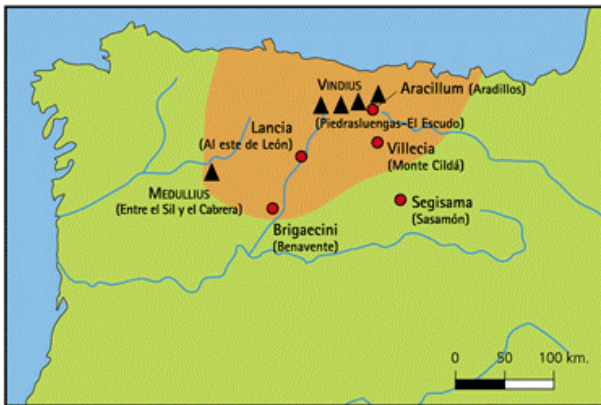 VINDIUS
Aracillum (Aradillos)
(Piedrasluengas-El Escudo)
Lancia
(Al este de León)
Villecia
(Monte Cildá)
MEDULLIUS
(Entre el Sil y el Cabrera)
Segisama
(Sasamón)
Brigaecini
(Benavente)
0 50 100 km.